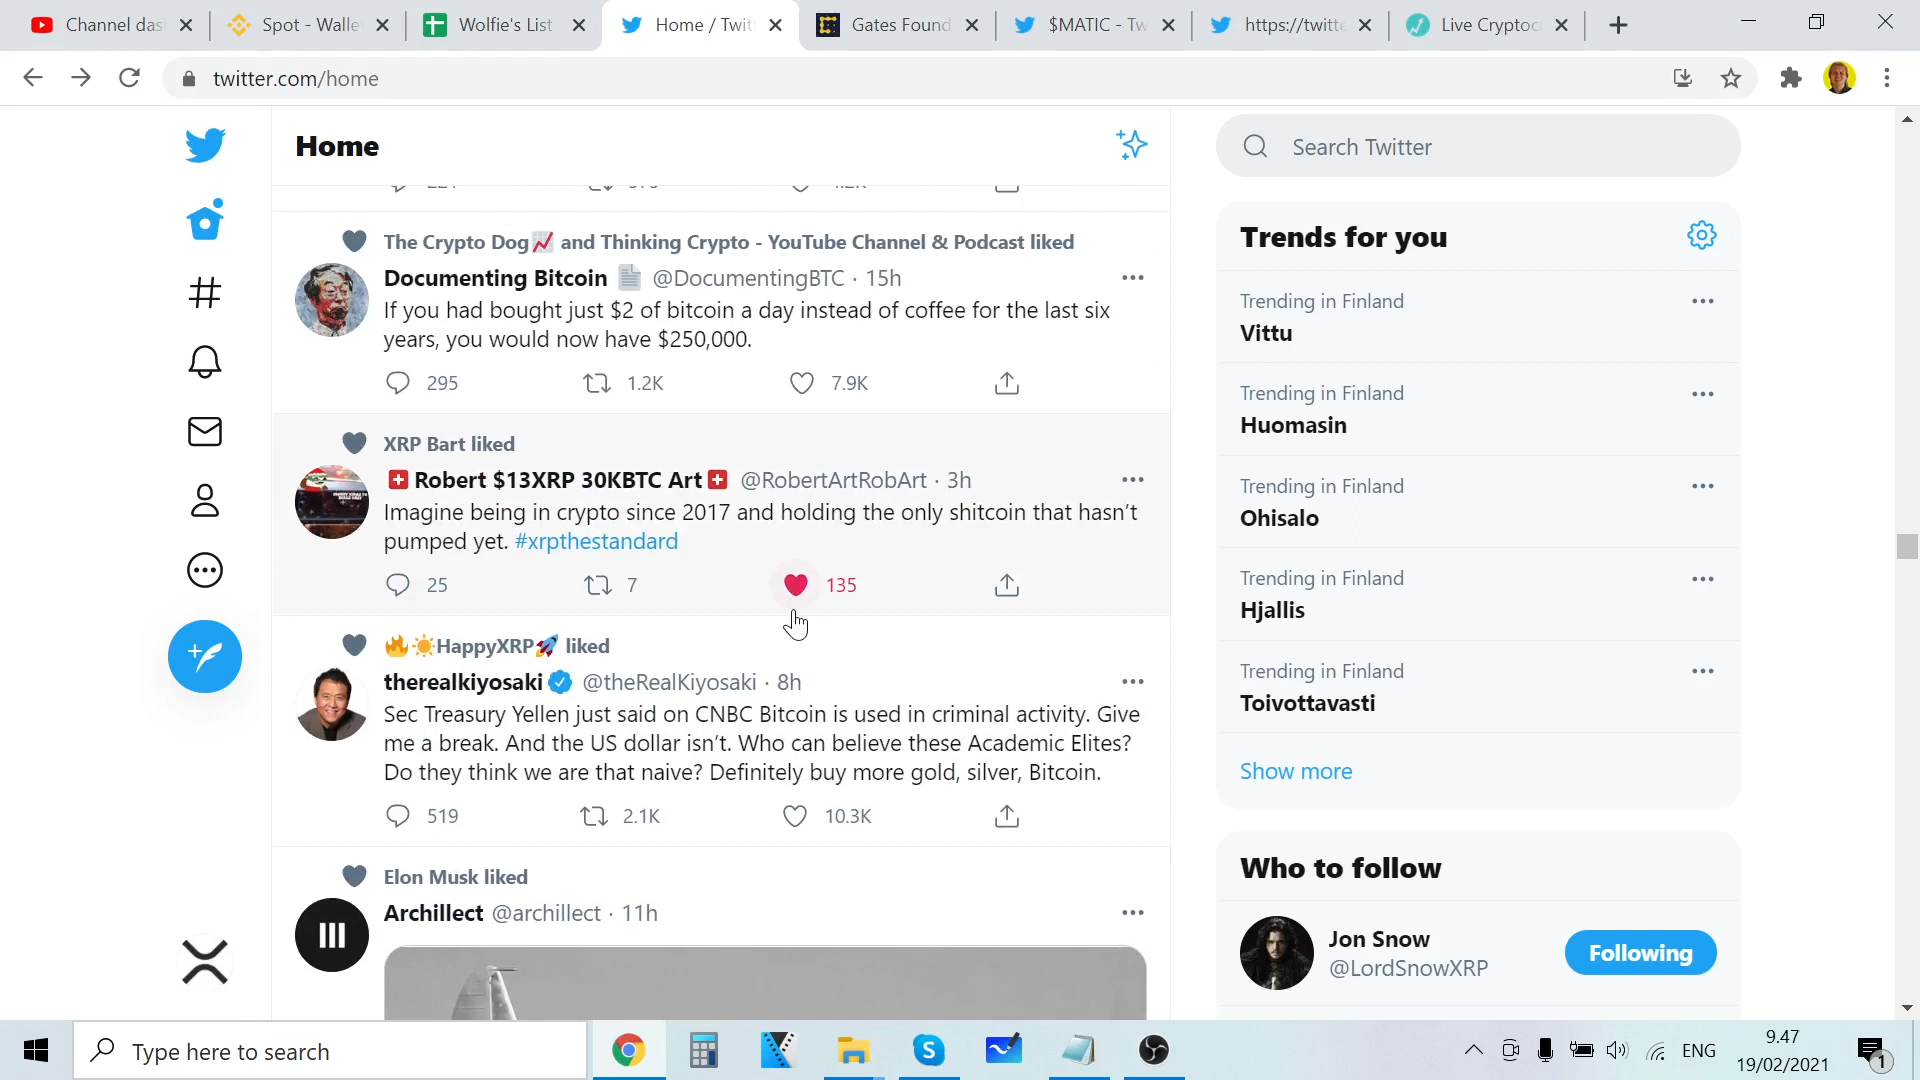 Channel das
Spot - Walle
Wolfie's List
Home / Twit
Gates Found
$MATIC - Tw
https://twitte
Live Cryptoc
twitter.com/home
Home
Search Twitter
The Crypto Dog📈 and Thinking Crypto - YouTube Channel & Podcast liked
Documenting Bitcoin 📄 @DocumentingBTC · 15h
If you had bought just $2 of bitcoin a day instead of coffee for the last six
years, you would now have $250,000.
295 1.2K 7.9K
XRP Bart liked
Robert $13XRP 30KBTC Art @RobertArtRobArt · 3h
Imagine being in crypto since 2017 and holding the only shitcoin that hasn't
pumped yet. #xrpthestandard
25 7 135
🔥☀HappyXRP🚀 liked
therealkiyosaki @theRealKiyosaki · 8h
Sec Treasury Yellen just said on CNBC Bitcoin is used in criminal activity. Give
me a break. And the US dollar isn't. Who can believe these Academic Elites?
Do they think we are that naive? Definitely buy more gold, silver, Bitcoin.
519 2.1K 10.3K
Elon Musk liked
Archillect @archillect · 11h
Trends for you
Trending in Finland
Vittu
Trending in Finland
Huomasin
Trending in Finland
Ohisalo
Trending in Finland
Hjallis
Trending in Finland
Toivottavasti
Show more
Who to follow
Jon Snow
@LordSnowXRP
Following
Type here to search
ENG
9.47
19/02/2021
1